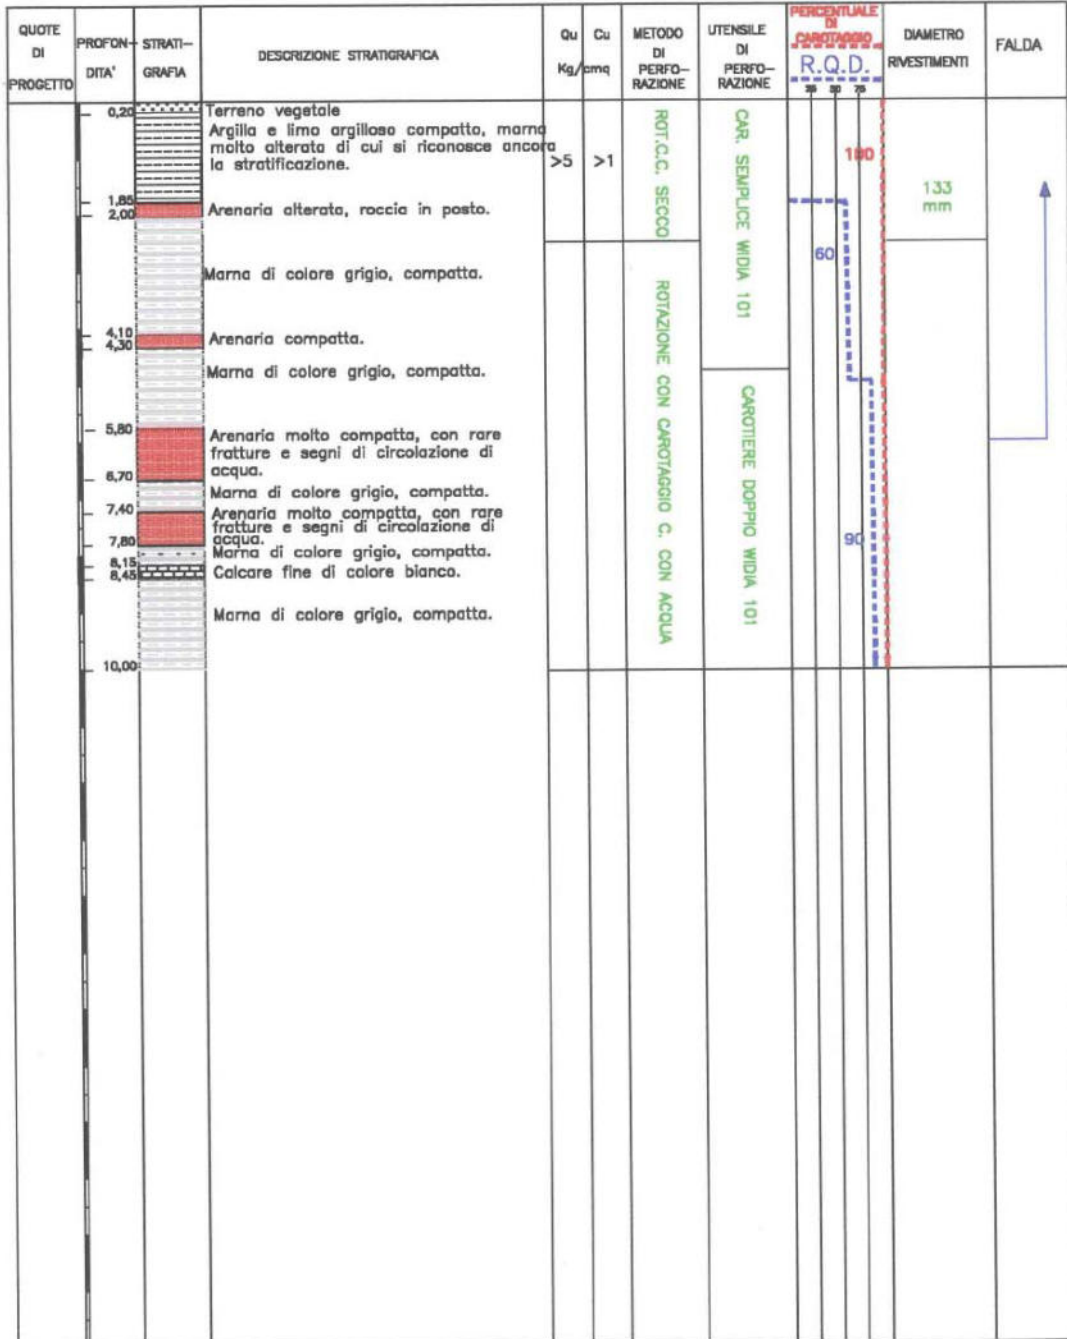 QUOTE
DI
PROGETTO
PROFON-
DITA'
STRATI-
GRAFIA
DESCRIZIONE STRATIGRAFICA
Qu
Cu
Kg/cmq
METODO
DI
PERFO-
RAZIONE
UTENSILE
DI
PERFO-
RAZIONE
PERCENTUALE
DI
CAROTAGGIO
R.Q.D.
25 50 75
DIAMETRO
RIVESTIMENTI
FALDA
0,20
Terreno vegetale
Argilla e limo argilloso compatto, marna
molto alterata di cui si riconosce ancora
la stratificazione.
>5
>1
ROT.C.C. SECCO
CAR. SEMPLICE WIDIA 101
100
133
mm
1,85
2,00
Arenaria alterata, roccia in posto.
60
Marna di colore grigio, compatta.
ROTAZIONE CON CAROTAGGIO C. CON ACQUA
4,10
4,30
Arenaria compatta.
Marna di colore grigio, compatta.
CAROTIERE DOPPIO WIDIA 101
5,80
Arenaria molto compatta, con rare
fratture e segni di circolazione di
acqua.
6,70
Marna di colore grigio, compatta.
7,40
Arenaria molto compatta, con rare
fratture e segni di circolazione di
acqua.
90
7,80
Marna di colore grigio, compatta.
8,15
8,45
Calcare fine di colore bianco.
Marna di colore grigio, compatta.
10,00